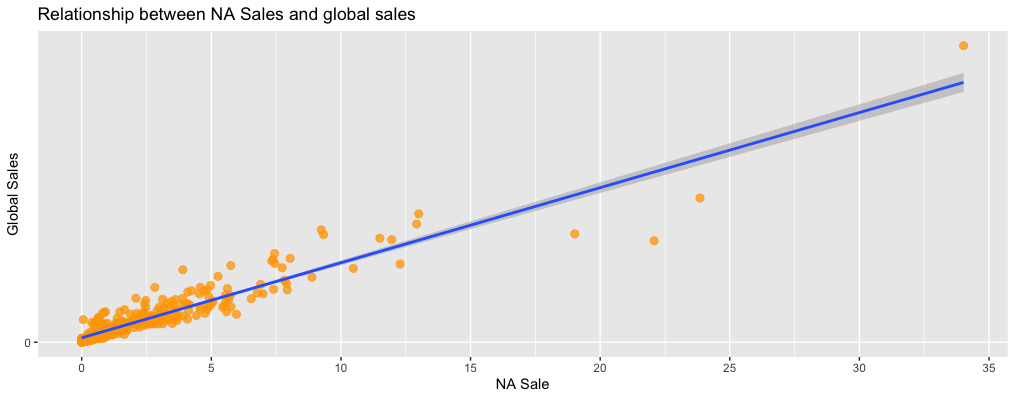 Relationship between NA Sales and global sales
Global Sales
0
0 5 10 15 20 25 30 35
NA Sale